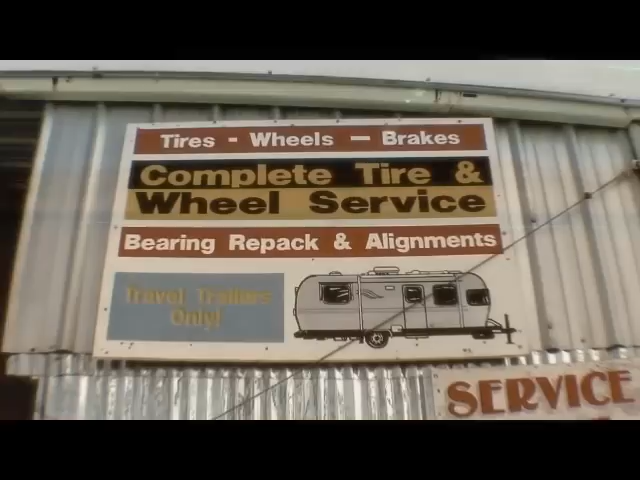 Tires - Wheels — Brakes
Complete Tire &
Wheel Service
Bearing Repack & Alignments
Travel Trailers
Only!
SERVICE